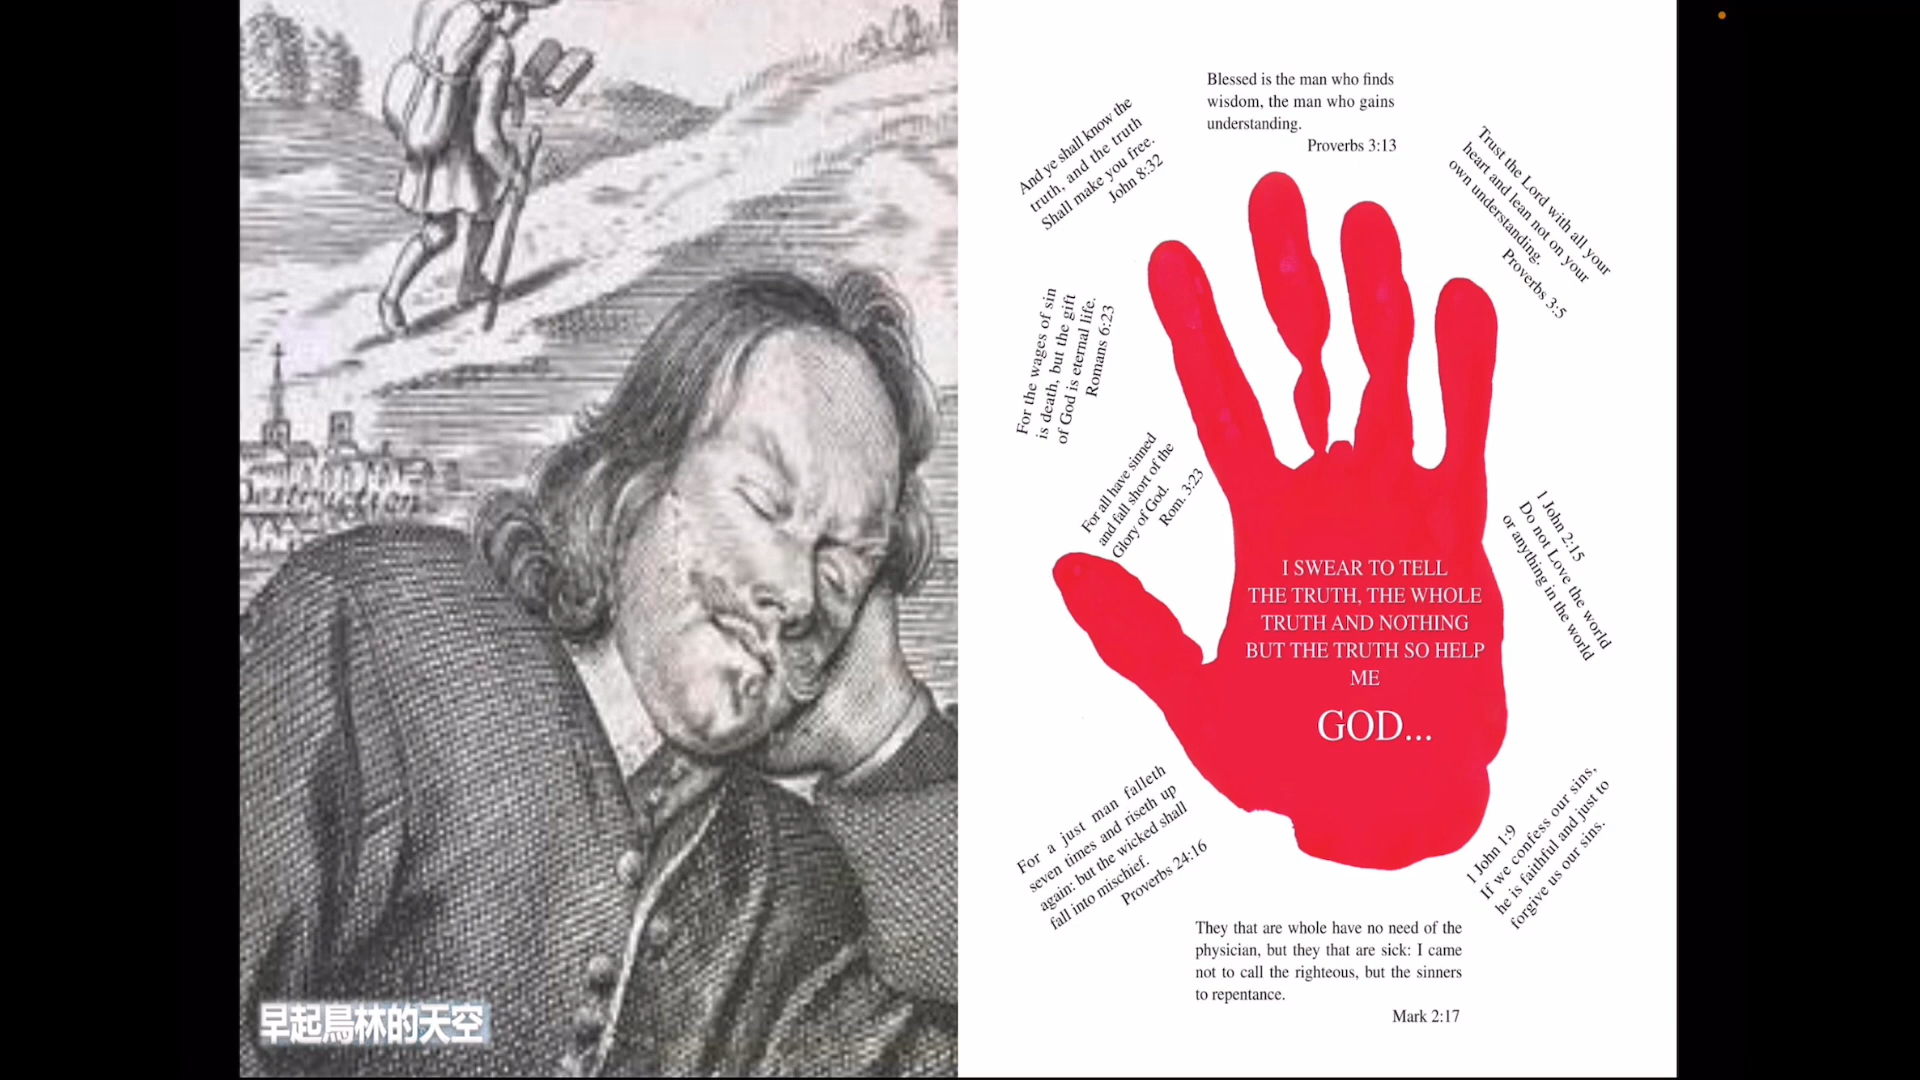 Destruction
早起鳥林的天空
Blessed is the man who finds
wisdom, the man who gains
understanding.
Proverbs 3:13
And ye shall know the
truth, and the truth
Shall make you free.
John 8:32
Trust the Lord with all your
heart and lean not on your
own understanding.
Proverbs 3:5
For the wages of sin
is death, but the gift
of God is eternal life.
Romans 6:23
For all have sinned
and fall short of the
Glory of God.
Rom. 3:23
I SWEAR TO TELL
THE TRUTH, THE WHOLE
TRUTH AND NOTHING
BUT THE TRUTH SO HELP
ME
GOD...
1 John 2:15
Do not Love the world
or anything in the world
For a just man falleth
seven times and riseth up
again: but the wicked shall
fall into mischief.
Proverbs 24:16
1 John 1:9
If we confess our sins,
he is faithful and just to
forgive us our sins.
They that are whole have no need of the
physician, but they that are sick: I came
not to call the righteous, but the sinners
to repentance.
Mark 2:17